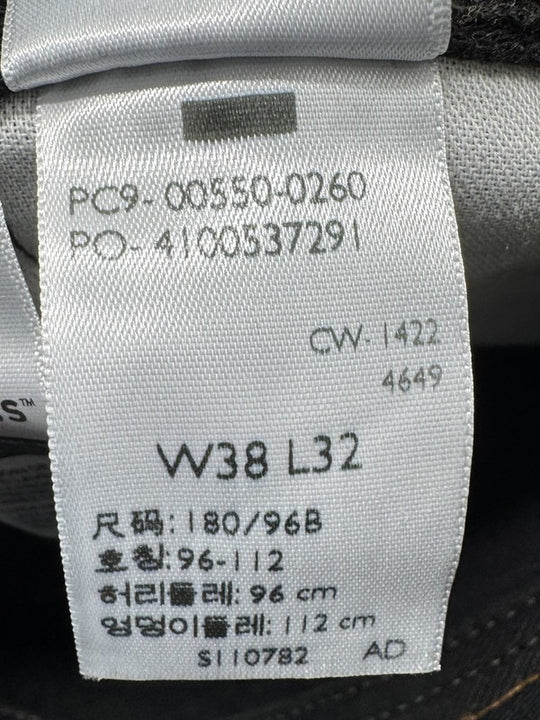 PC9-00550-0260
PO-4100537291
CW-1422
4649
S™
W38 L32
尺码:180/96B
호칭:96-112
허리둘레: 96 cm
엉덩이둘레:112 cm
S110782 AD